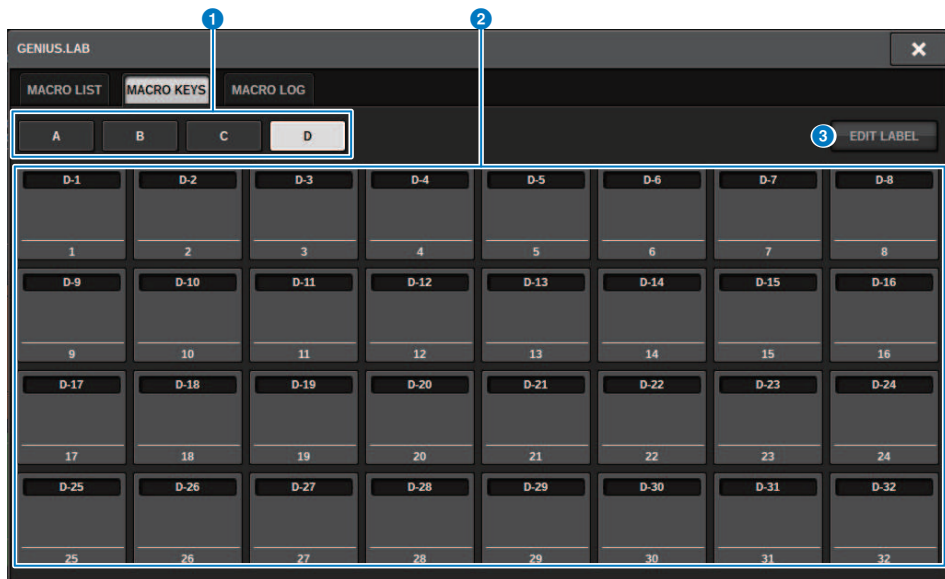 1 2
GENIUS.LAB ×
MACRO LIST MACRO KEYS MACRO LOG
A B C D 3 EDIT LABEL
D-1 D-2 D-3 D-4 D-5 D-6 D-7 D-8
1 2 3 4 5 6 7 8
D-9 D-10 D-11 D-12 D-13 D-14 D-15 D-16
9 10 11 12 13 14 15 16
D-17 D-18 D-19 D-20 D-21 D-22 D-23 D-24
17 18 19 20 21 22 23 24
D-25 D-26 D-27 D-28 D-29 D-30 D-31 D-32
25 26 27 28 29 30 31 32